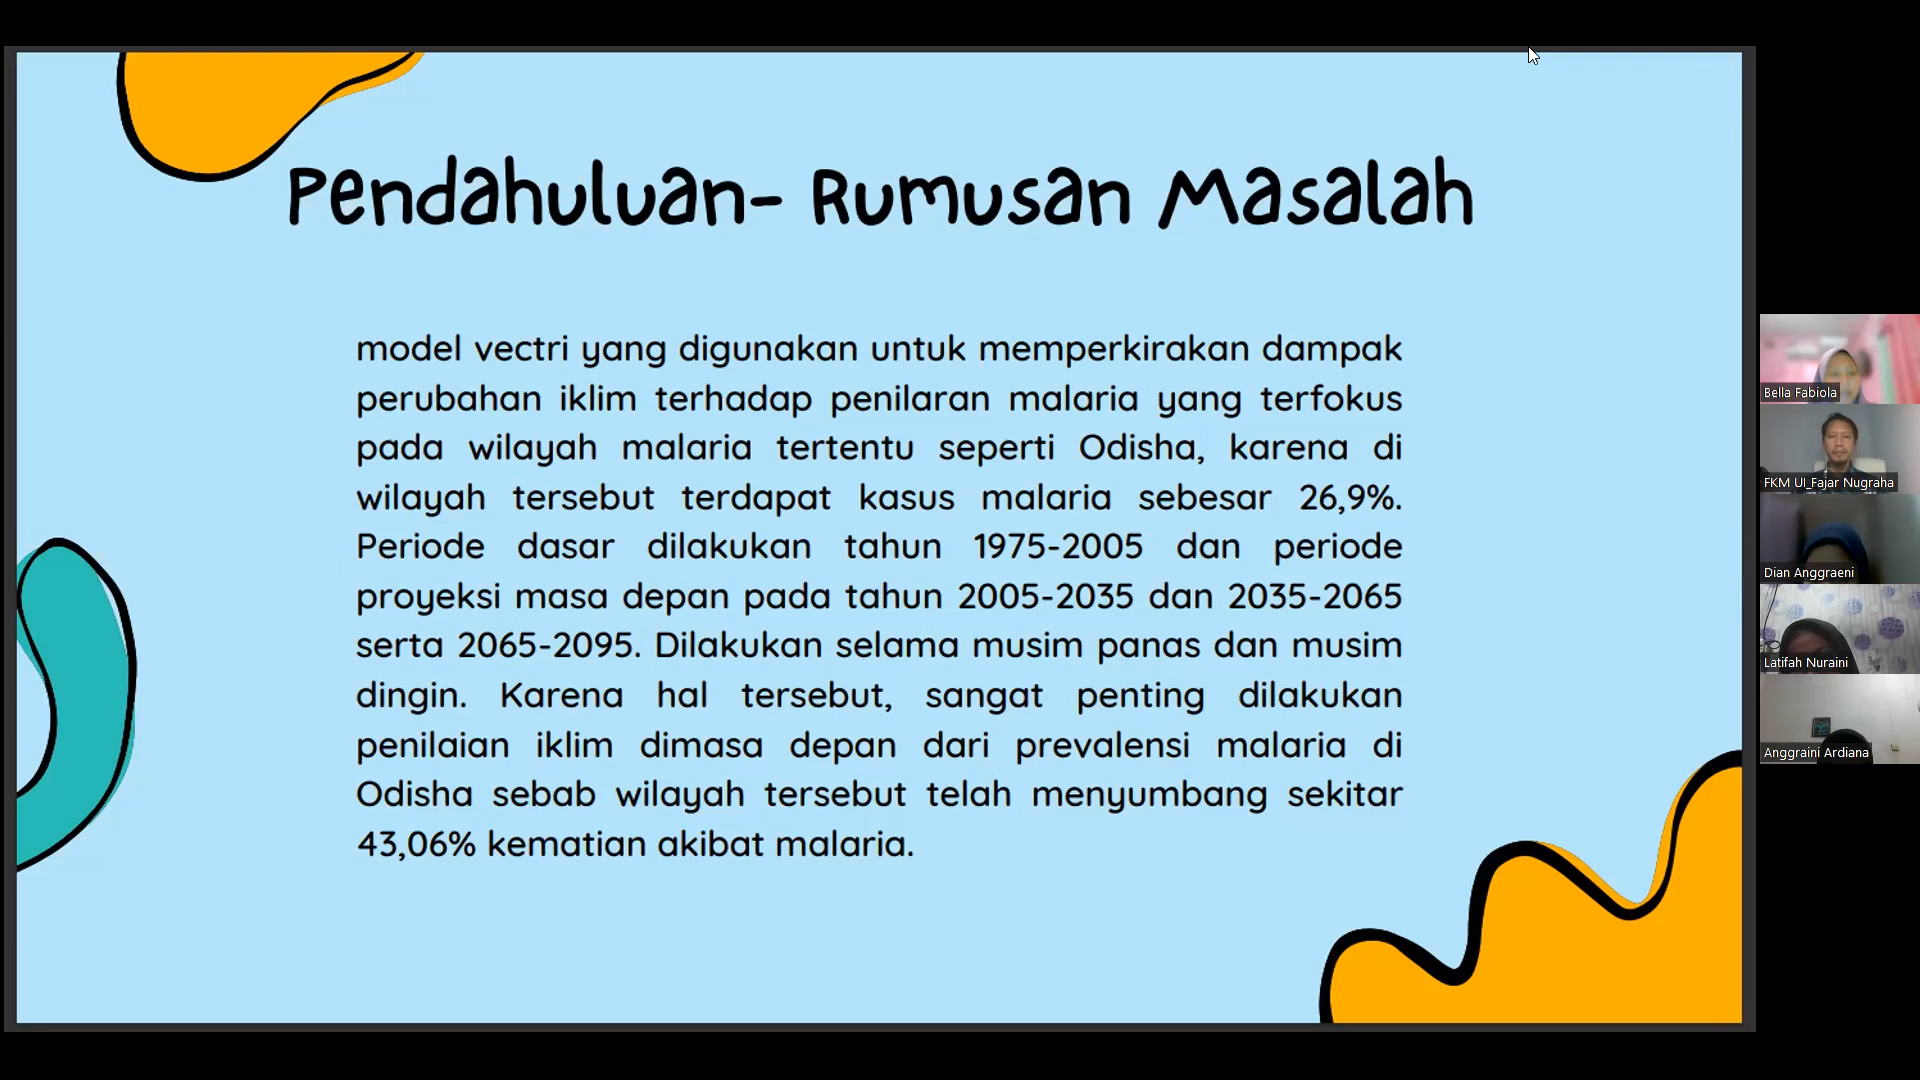 Pendahuluan- Rumusan Masalah
model vectri yang digunakan untuk memperkirakan dampak
perubahan iklim terhadap penilaran malaria yang terfokus
pada wilayah malaria tertentu seperti Odisha, karena di
wilayah tersebut terdapat kasus malaria sebesar 26,9%.
Periode dasar dilakukan tahun 1975-2005 dan periode
proyeksi masa depan pada tahun 2005-2035 dan 2035-2065
serta 2065-2095. Dilakukan selama musim panas dan musim
dingin. Karena hal tersebut, sangat penting dilakukan
penilaian iklim dimasa depan dari prevalensi malaria di
Odisha sebab wilayah tersebut telah menyumbang sekitar
43,06% kematian akibat malaria.
Bella Fabiola
FKM UI_Fajar Nugraha
Dian Anggraeni
Latifah Nuraini
Anggraini Ardiana